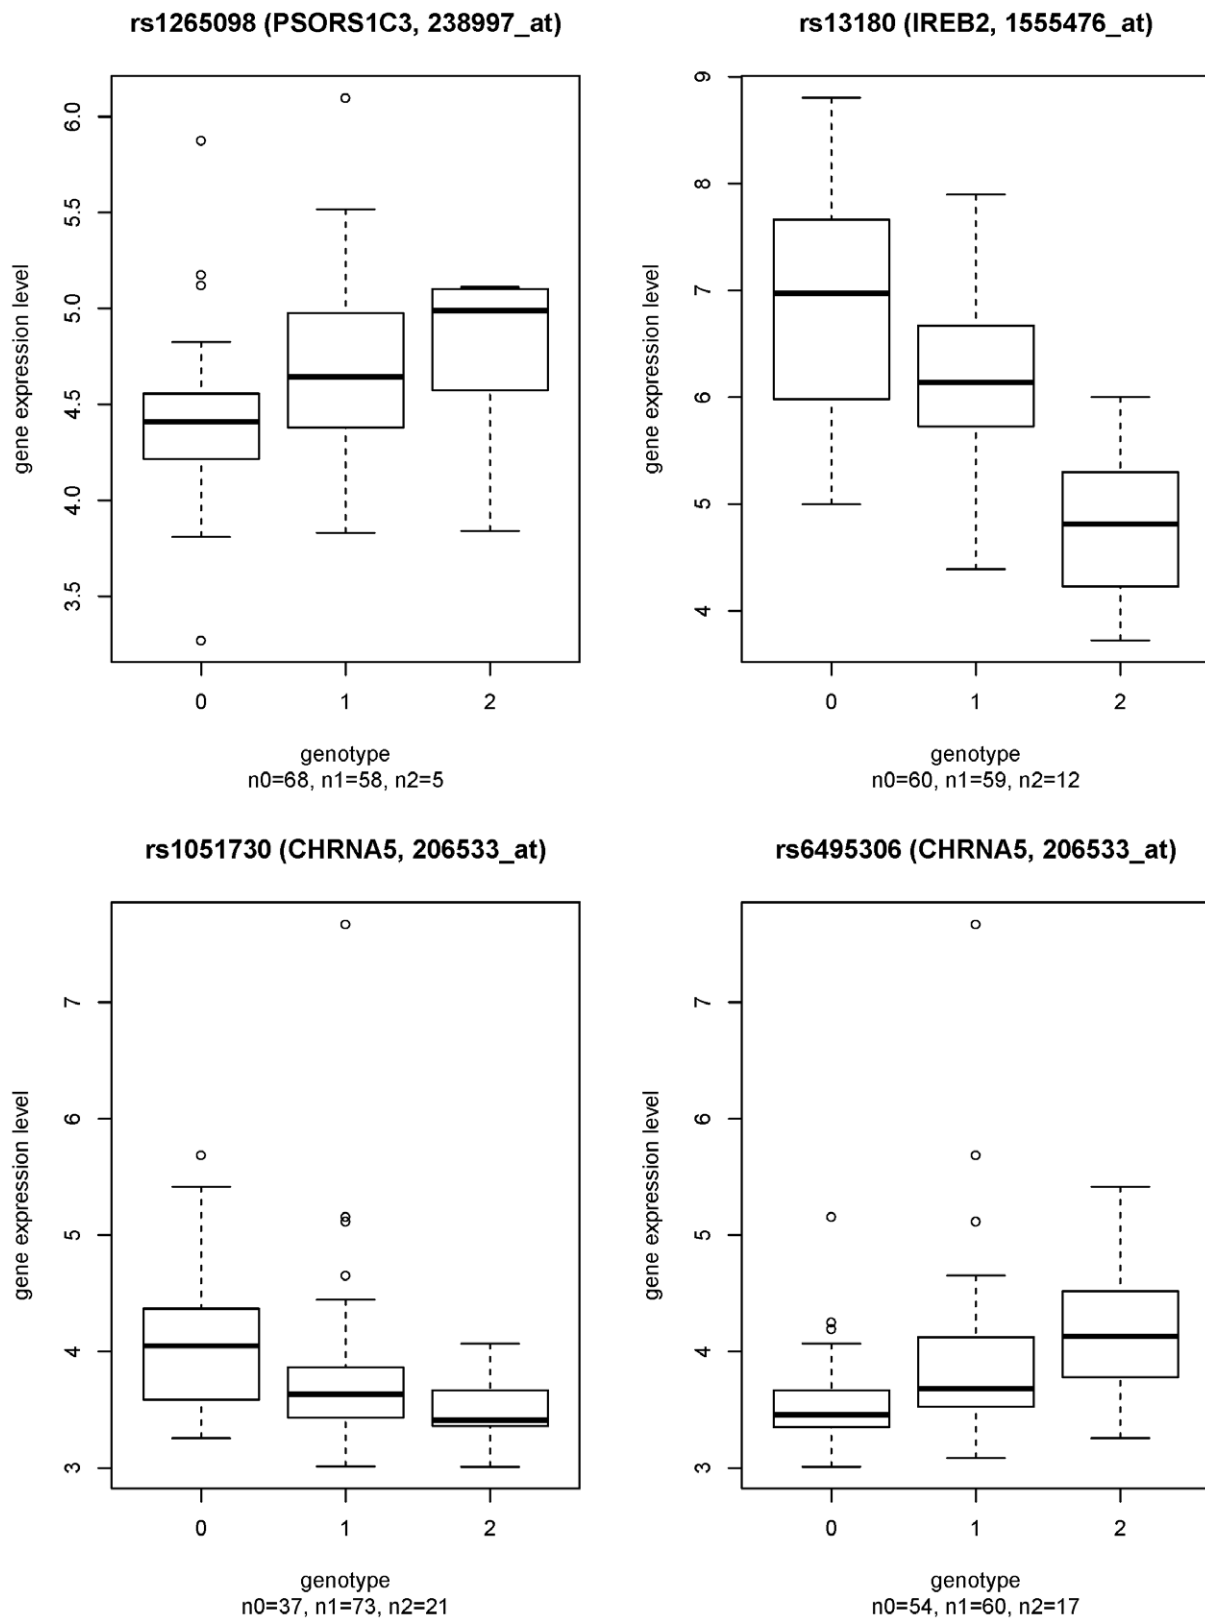 rs1265098 (PSORS1C3, 238997_at)
gene expression level
6.0
5.5
5.0
4.5
4.0
3.5
0 1 2
genotype
n0=68, n1=58, n2=5
rs13180 (IREB2, 1555476_at)
gene expression level
9
8
7
6
5
4
0 1 2
genotype
n0=60, n1=59, n2=12
rs1051730 (CHRNA5, 206533_at)
gene expression level
7
6
5
4
3
0 1 2
genotype
n0=37, n1=73, n2=21
rs6495306 (CHRNA5, 206533_at)
gene expression level
7
6
5
4
3
0 1 2
genotype
n0=54, n1=60, n2=17